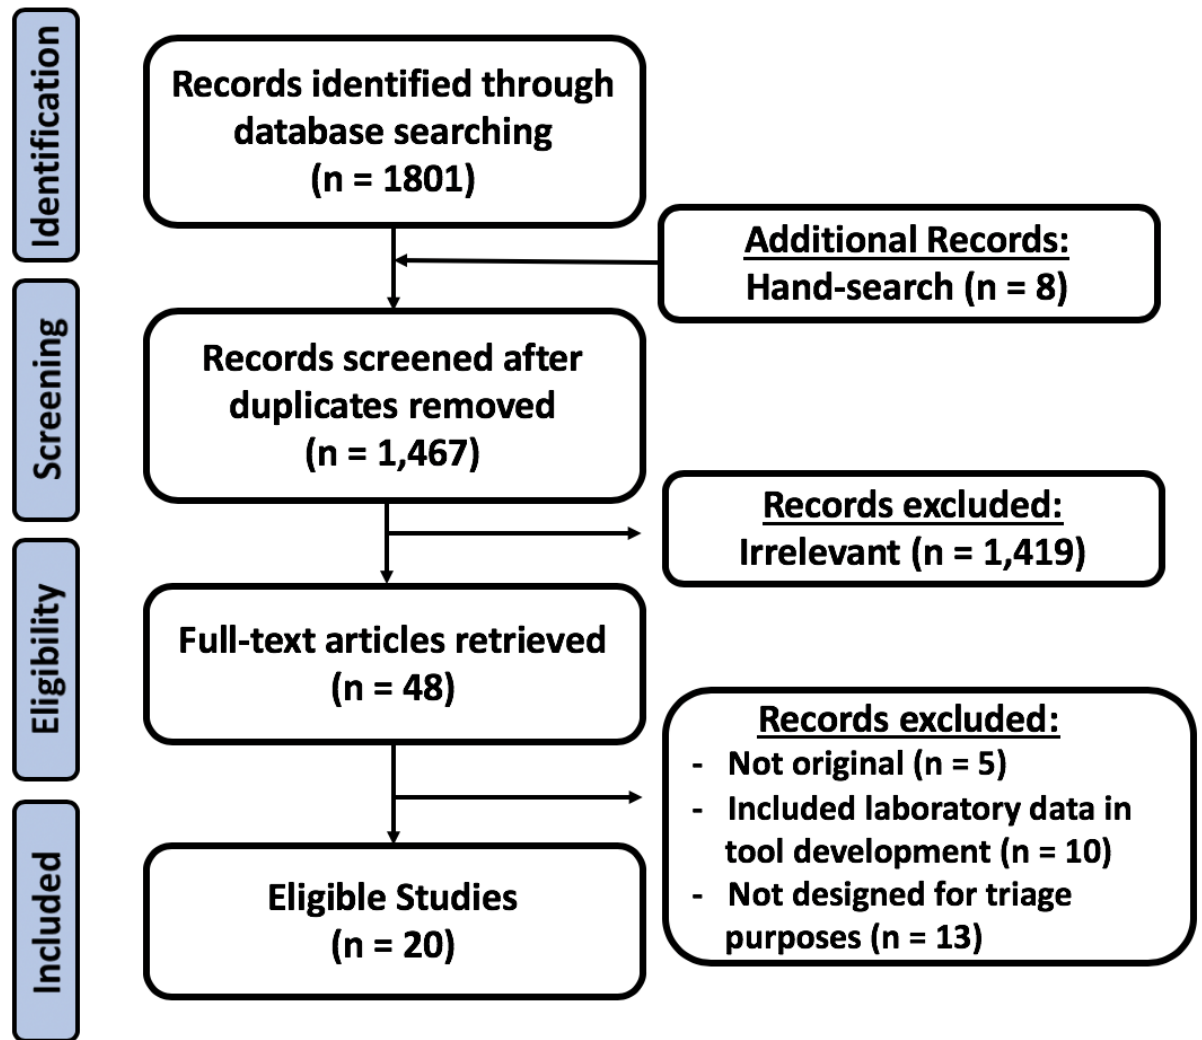 Identification
Records identified through
database searching
(n = 1801)
Additional Records:
Hand-search (n = 8)
Screening
Records screened after
duplicates removed
(n = 1,467)
Records excluded:
Irrelevant (n = 1,419)
Eligibility
Full-text articles retrieved
(n = 48)
Records excluded:
- Not original (n = 5)
- Included laboratory data in
tool development (n = 10)
- Not designed for triage
purposes (n = 13)
Included
Eligible Studies
(n = 20)